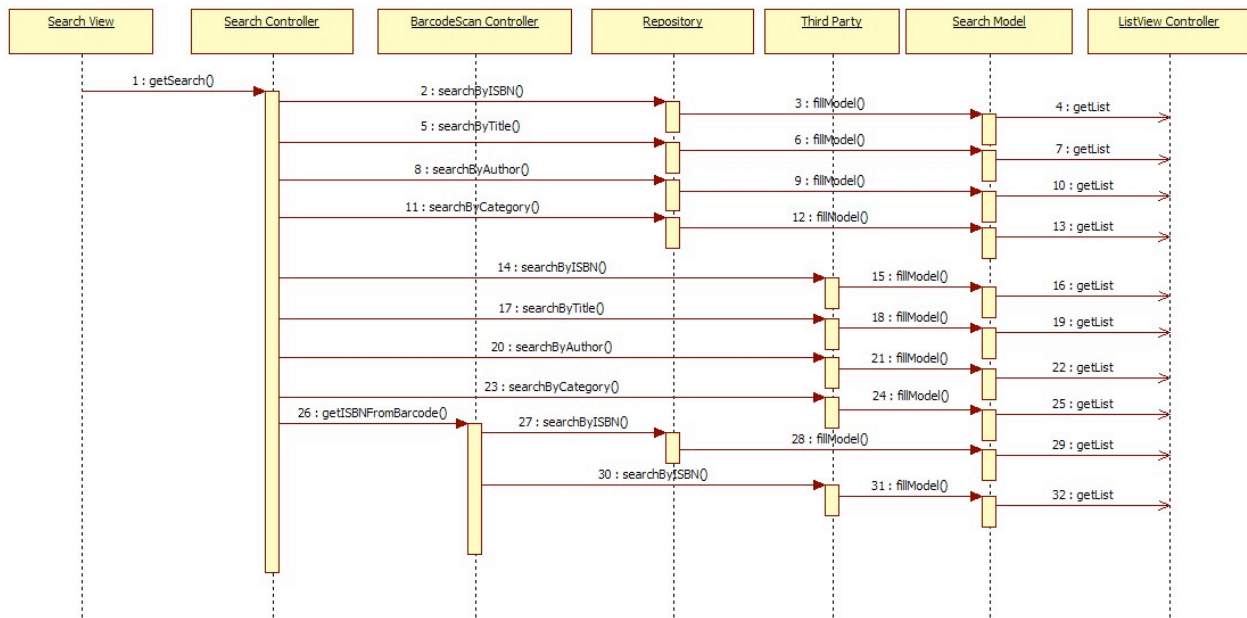 Search View
Search Controller
BarcodeScan Controller
Repository
Third Party
Search Model
ListView Controller
1 : getSearch()
2 : searchByISBN()
3 : fillModel()
4 : getList
5 : searchByTitle()
6 : fillModel()
7 : getList
8 : searchByAuthor()
9 : fillModel()
10 : getList
11 : searchByCategory()
12 : fillModel()
13 : getList
14 : searchByISBN()
15 : fillModel()
16 : getList
17 : searchByTitle()
18 : fillModel()
19 : getList
20 : searchByAuthor()
21 : fillModel()
22 : getList
23 : searchByCategory()
24 : fillModel()
25 : getList
26 : getISBNFromBarcode()
27 : searchByISBN()
28 : fillModel()
29 : getList
30 : searchByISBN()
31 : fillModel()
32 : getList